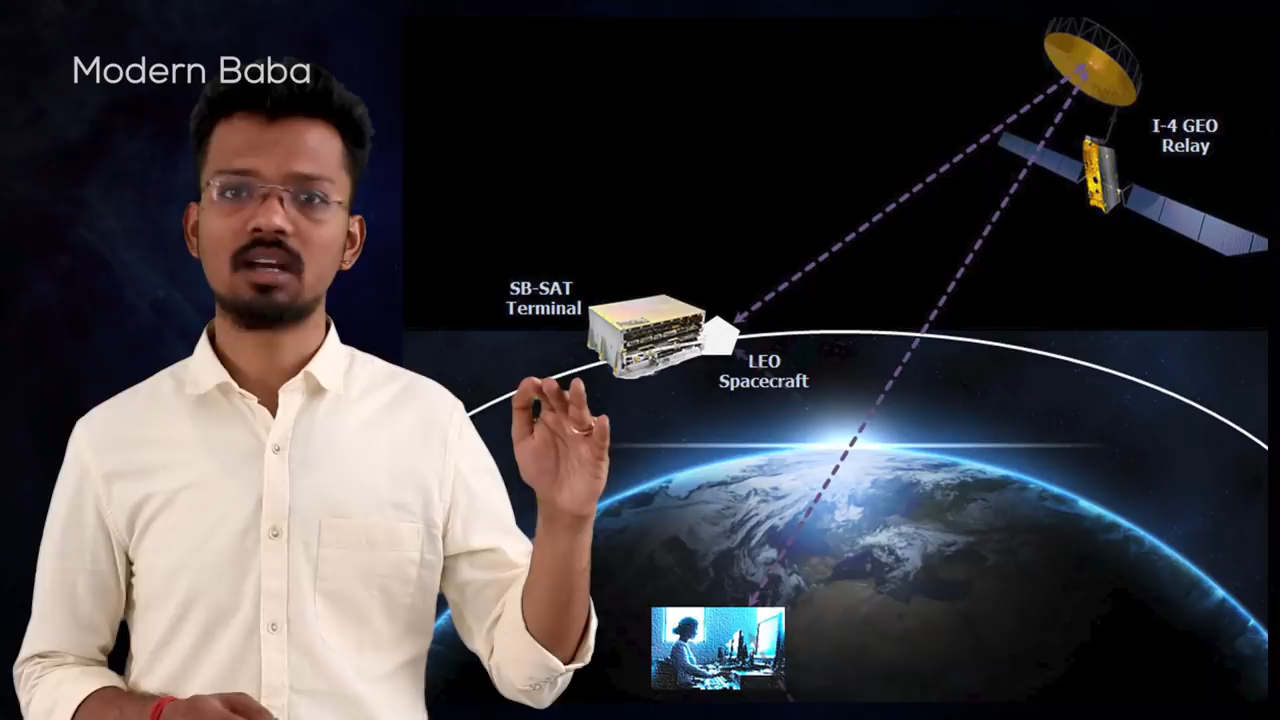 Modern Baba
I-4 GEO
Relay
SB-SAT
Terminal
LEO
Spacecraft